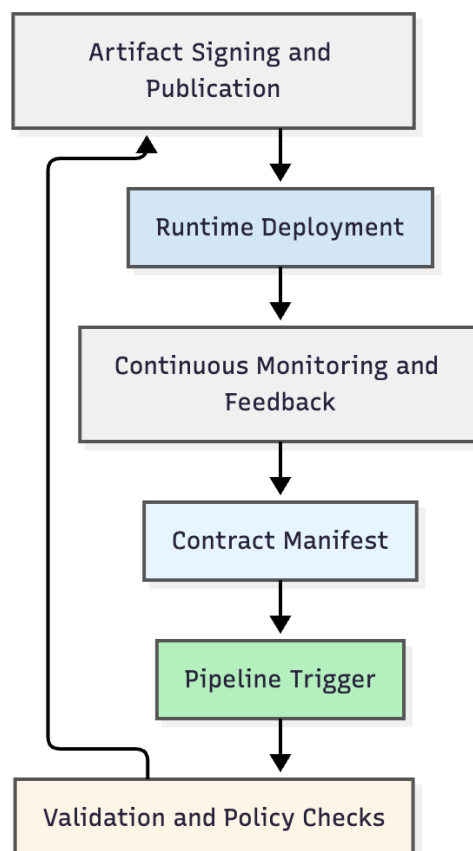 Artifact Signing and
Publication
Runtime Deployment
Continuous Monitoring and
Feedback
Contract Manifest
Pipeline Trigger
Validation and Policy Checks